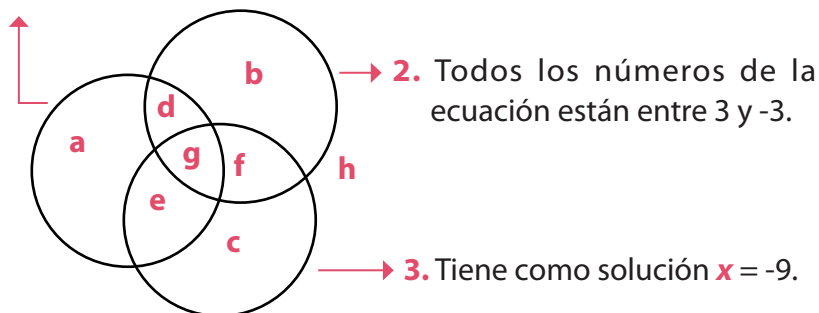 b
2. Todos los números de la
ecuación están entre 3 y -3.
d
a
g
f
h
e
c
3. Tiene como solución x = -9.